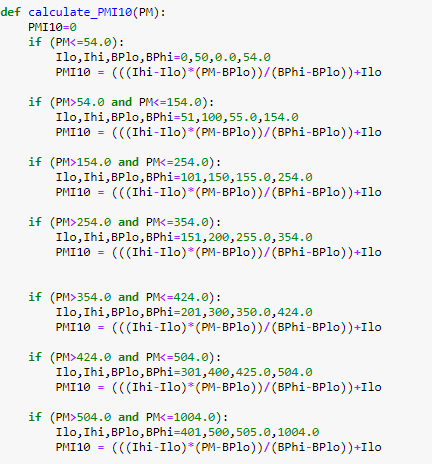 def calculate_PMI10(PM):
    PMI10=0
    if (PM<=54.0):
        Ilo,Ihi,BPlo,BPhi=0,50,0.0,54.0
        PMI10 = (((Ihi-Ilo)*(PM-BPlo))/(BPhi-BPlo))+Ilo
    if (PM>54.0 and PM<=154.0):
        Ilo,Ihi,BPlo,BPhi=51,100,55.0,154.0
        PMI10 = (((Ihi-Ilo)*(PM-BPlo))/(BPhi-BPlo))+Ilo
    if (PM>154.0 and PM<=254.0):
        Ilo,Ihi,BPlo,BPhi=101,150,155.0,254.0
        PMI10 = (((Ihi-Ilo)*(PM-BPlo))/(BPhi-BPlo))+Ilo
    if (PM>254.0 and PM<=354.0):
        Ilo,Ihi,BPlo,BPhi=151,200,255.0,354.0
        PMI10 = (((Ihi-Ilo)*(PM-BPlo))/(BPhi-BPlo))+Ilo
    if (PM>354.0 and PM<=424.0):
        Ilo,Ihi,BPlo,BPhi=201,300,350.0,424.0
        PMI10 = (((Ihi-Ilo)*(PM-BPlo))/(BPhi-BPlo))+Ilo
    if (PM>424.0 and PM<=504.0):
        Ilo,Ihi,BPlo,BPhi=301,400,425.0,504.0
        PMI10 = (((Ihi-Ilo)*(PM-BPlo))/(BPhi-BPlo))+Ilo
    if (PM>504.0 and PM<=1004.0):
        Ilo,Ihi,BPlo,BPhi=401,500,505.0,1004.0
        PMI10 = (((Ihi-Ilo)*(PM-BPlo))/(BPhi-BPlo))+Ilo